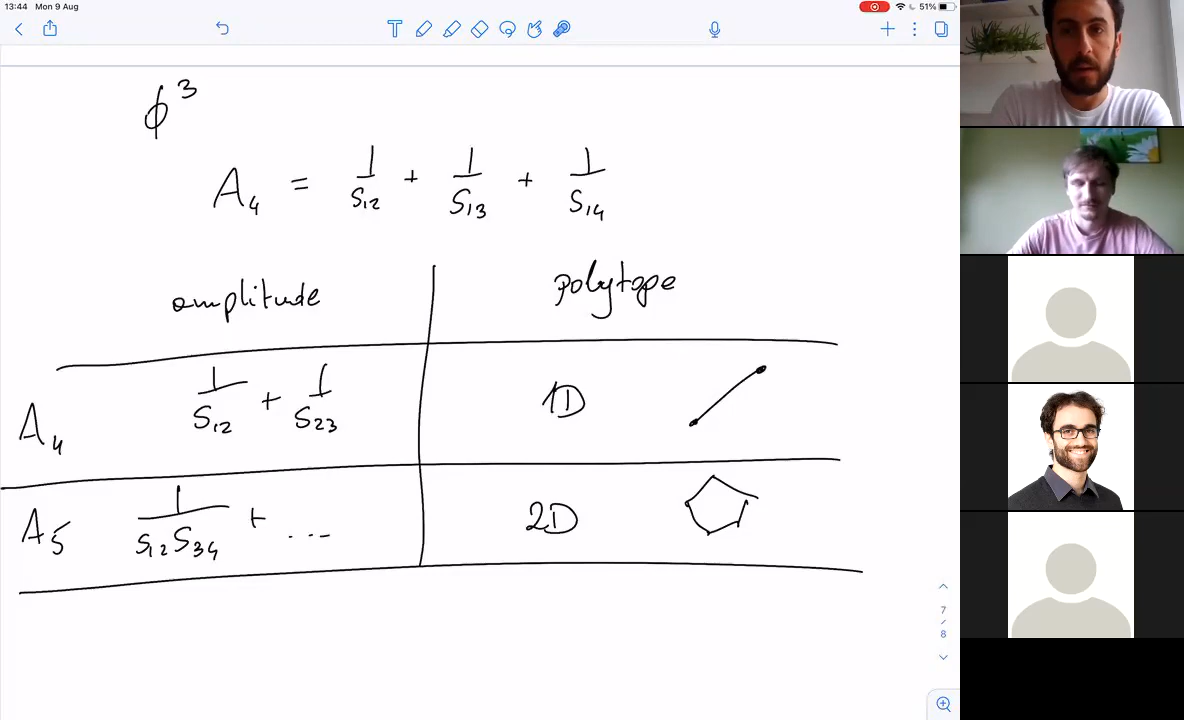 13:44 Mon 9 Aug
51%
T
ϕ³
A₄ = 1/S₁₂ + 1/S₁₃ + 1/S₁₄
amplitude polytope
A₄ 1/S₁₂ + 1/S₂₃ 1D
A₅ 1/S₁₂S₃₄ + ... 2D
7
/
8